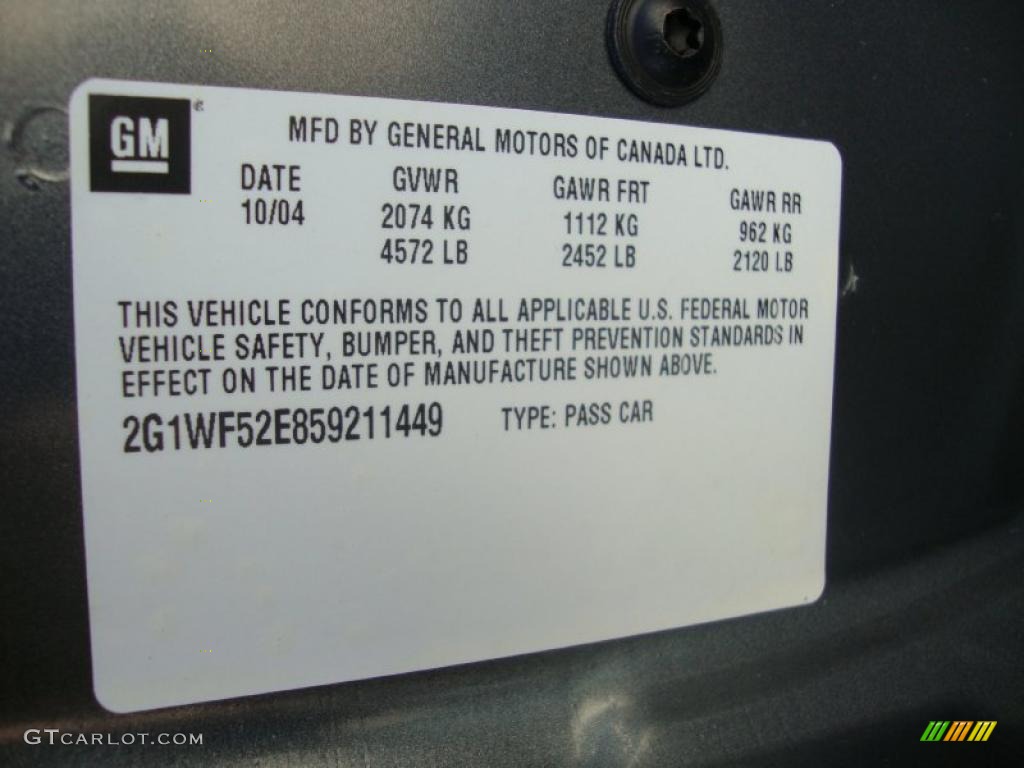 GM
MFD BY GENERAL MOTORS OF CANADA LTD.
DATE GVWR GAWR FRT GAWR RR
10/04 2074 KG 1112 KG 962 KG
4572 LB 2452 LB 2120 LB
THIS VEHICLE CONFORMS TO ALL APPLICABLE U.S. FEDERAL MOTOR
VEHICLE SAFETY, BUMPER, AND THEFT PREVENTION STANDARDS IN
EFFECT ON THE DATE OF MANUFACTURE SHOWN ABOVE.
2G1WF52E859211449 TYPE: PASS CAR
GTCARLOT.COM